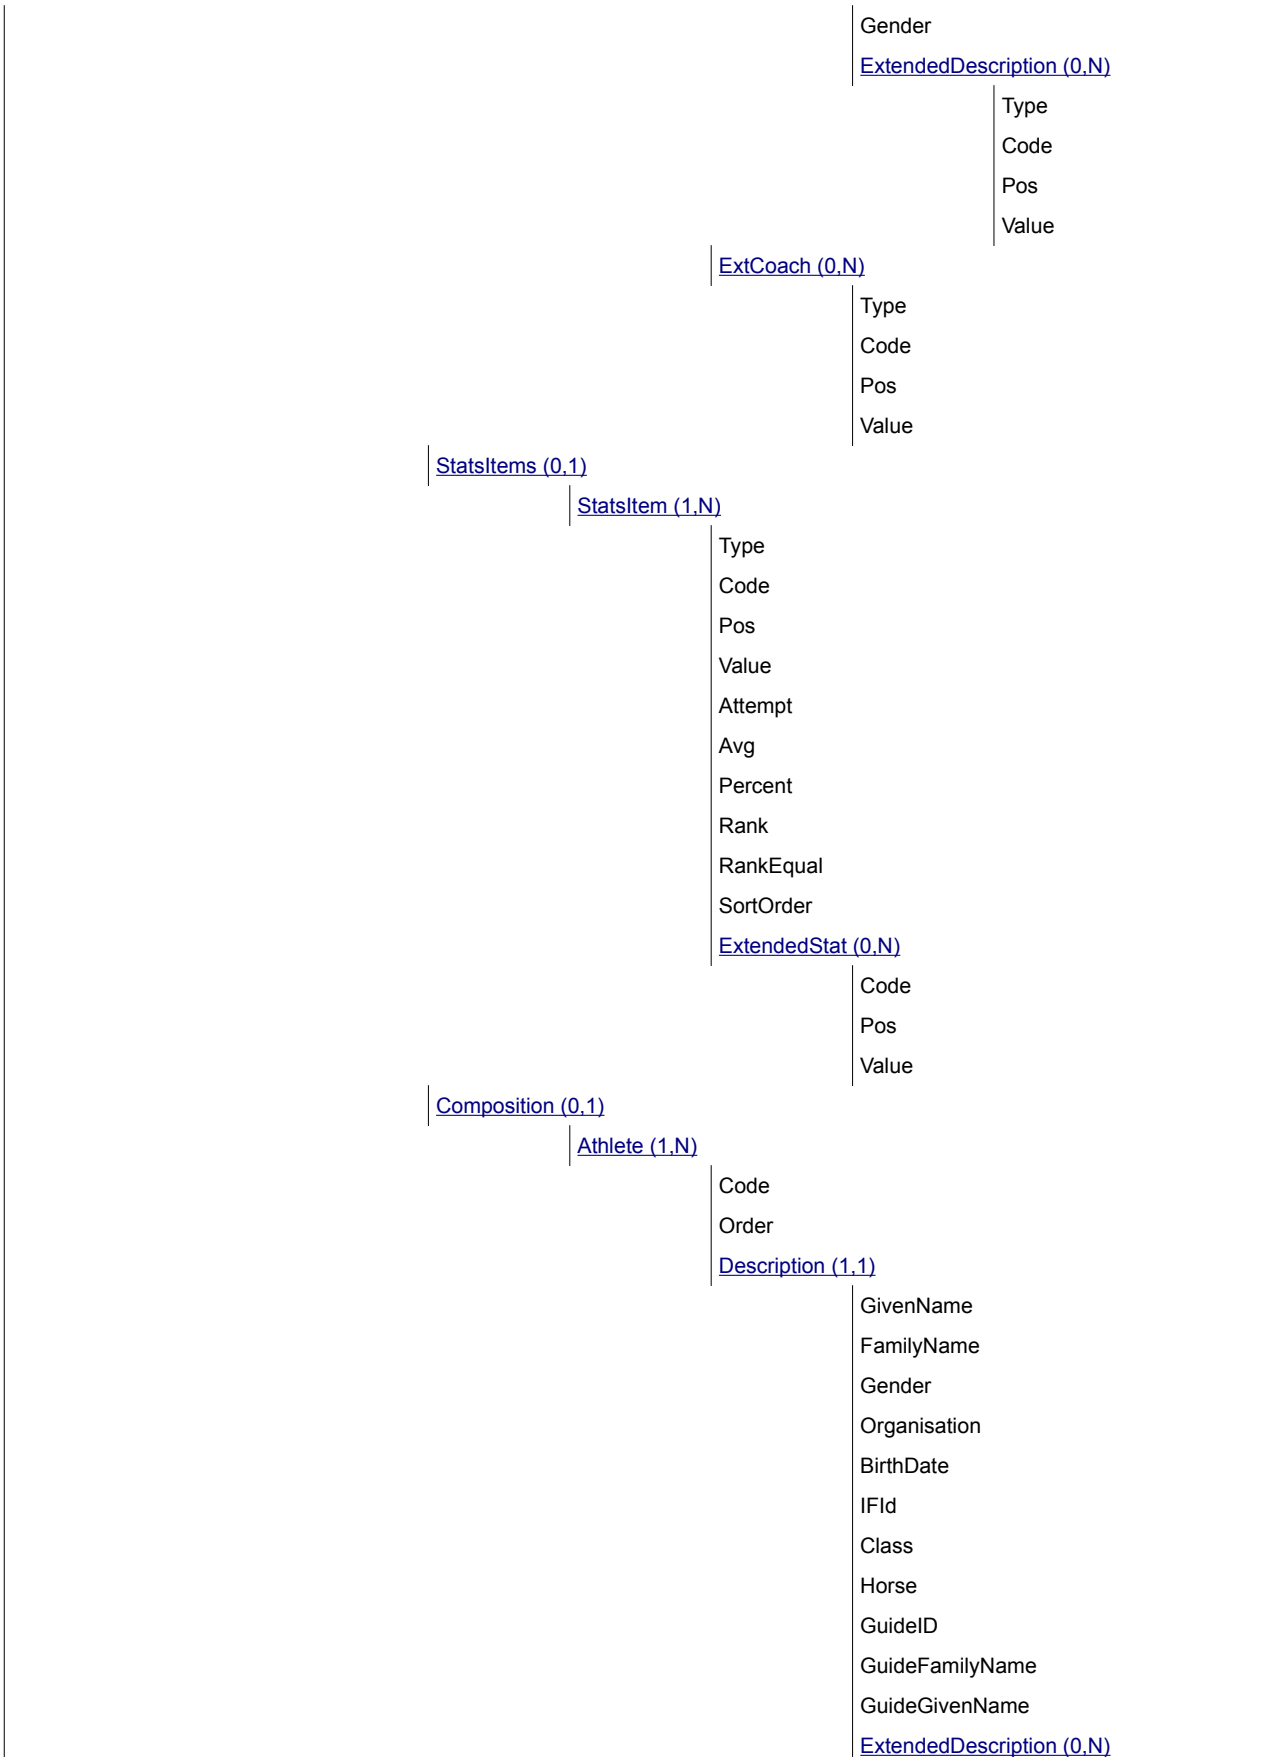 Gender
ExtendedDescription (0,N)
Type
Code
Pos
Value
ExtCoach (0,N)
Type
Code
Pos
Value
StatsItems (0,1)
StatsItem (1,N)
Type
Code
Pos
Value
Attempt
Avg
Percent
Rank
RankEqual
SortOrder
ExtendedStat (0,N)
Code
Pos
Value
Composition (0,1)
Athlete (1,N)
Code
Order
Description (1,1)
GivenName
FamilyName
Gender
Organisation
BirthDate
IFId
Class
Horse
GuideID
GuideFamilyName
GuideGivenName
ExtendedDescription (0,N)